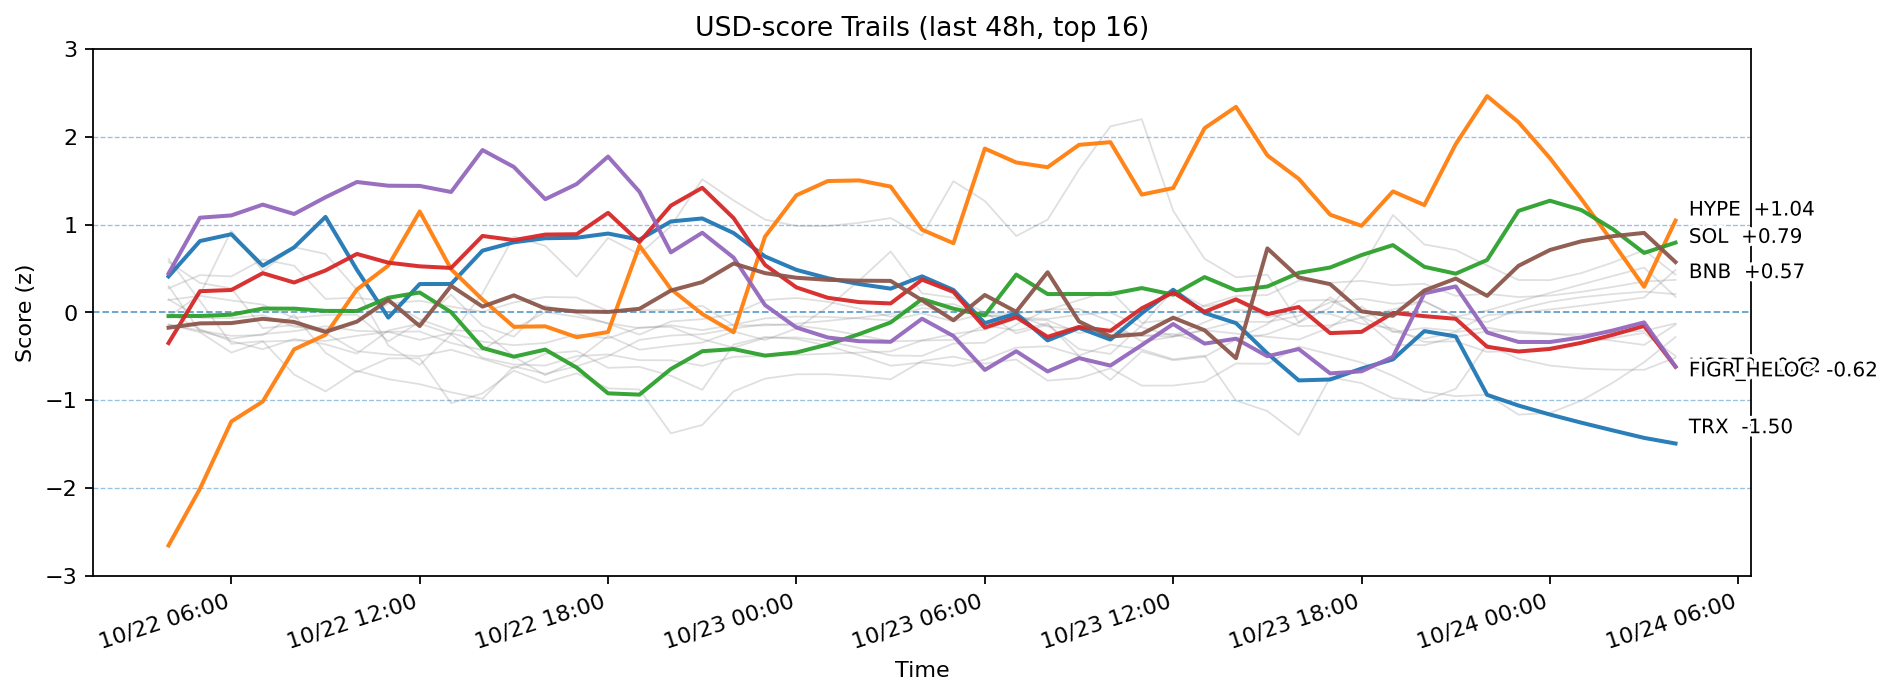 USD-score Trails (last 48h, top 16)
Score (z)
3
2
1
0
−1
−2
−3
HYPE +1.04
SOL +0.79
BNB +0.57
FIGR_HELOC -0.62
TRX -1.50
10/22 06:00
10/22 12:00
10/22 18:00
10/23 00:00
10/23 06:00
10/23 12:00
10/23 18:00
10/24 00:00
10/24 06:00
Time